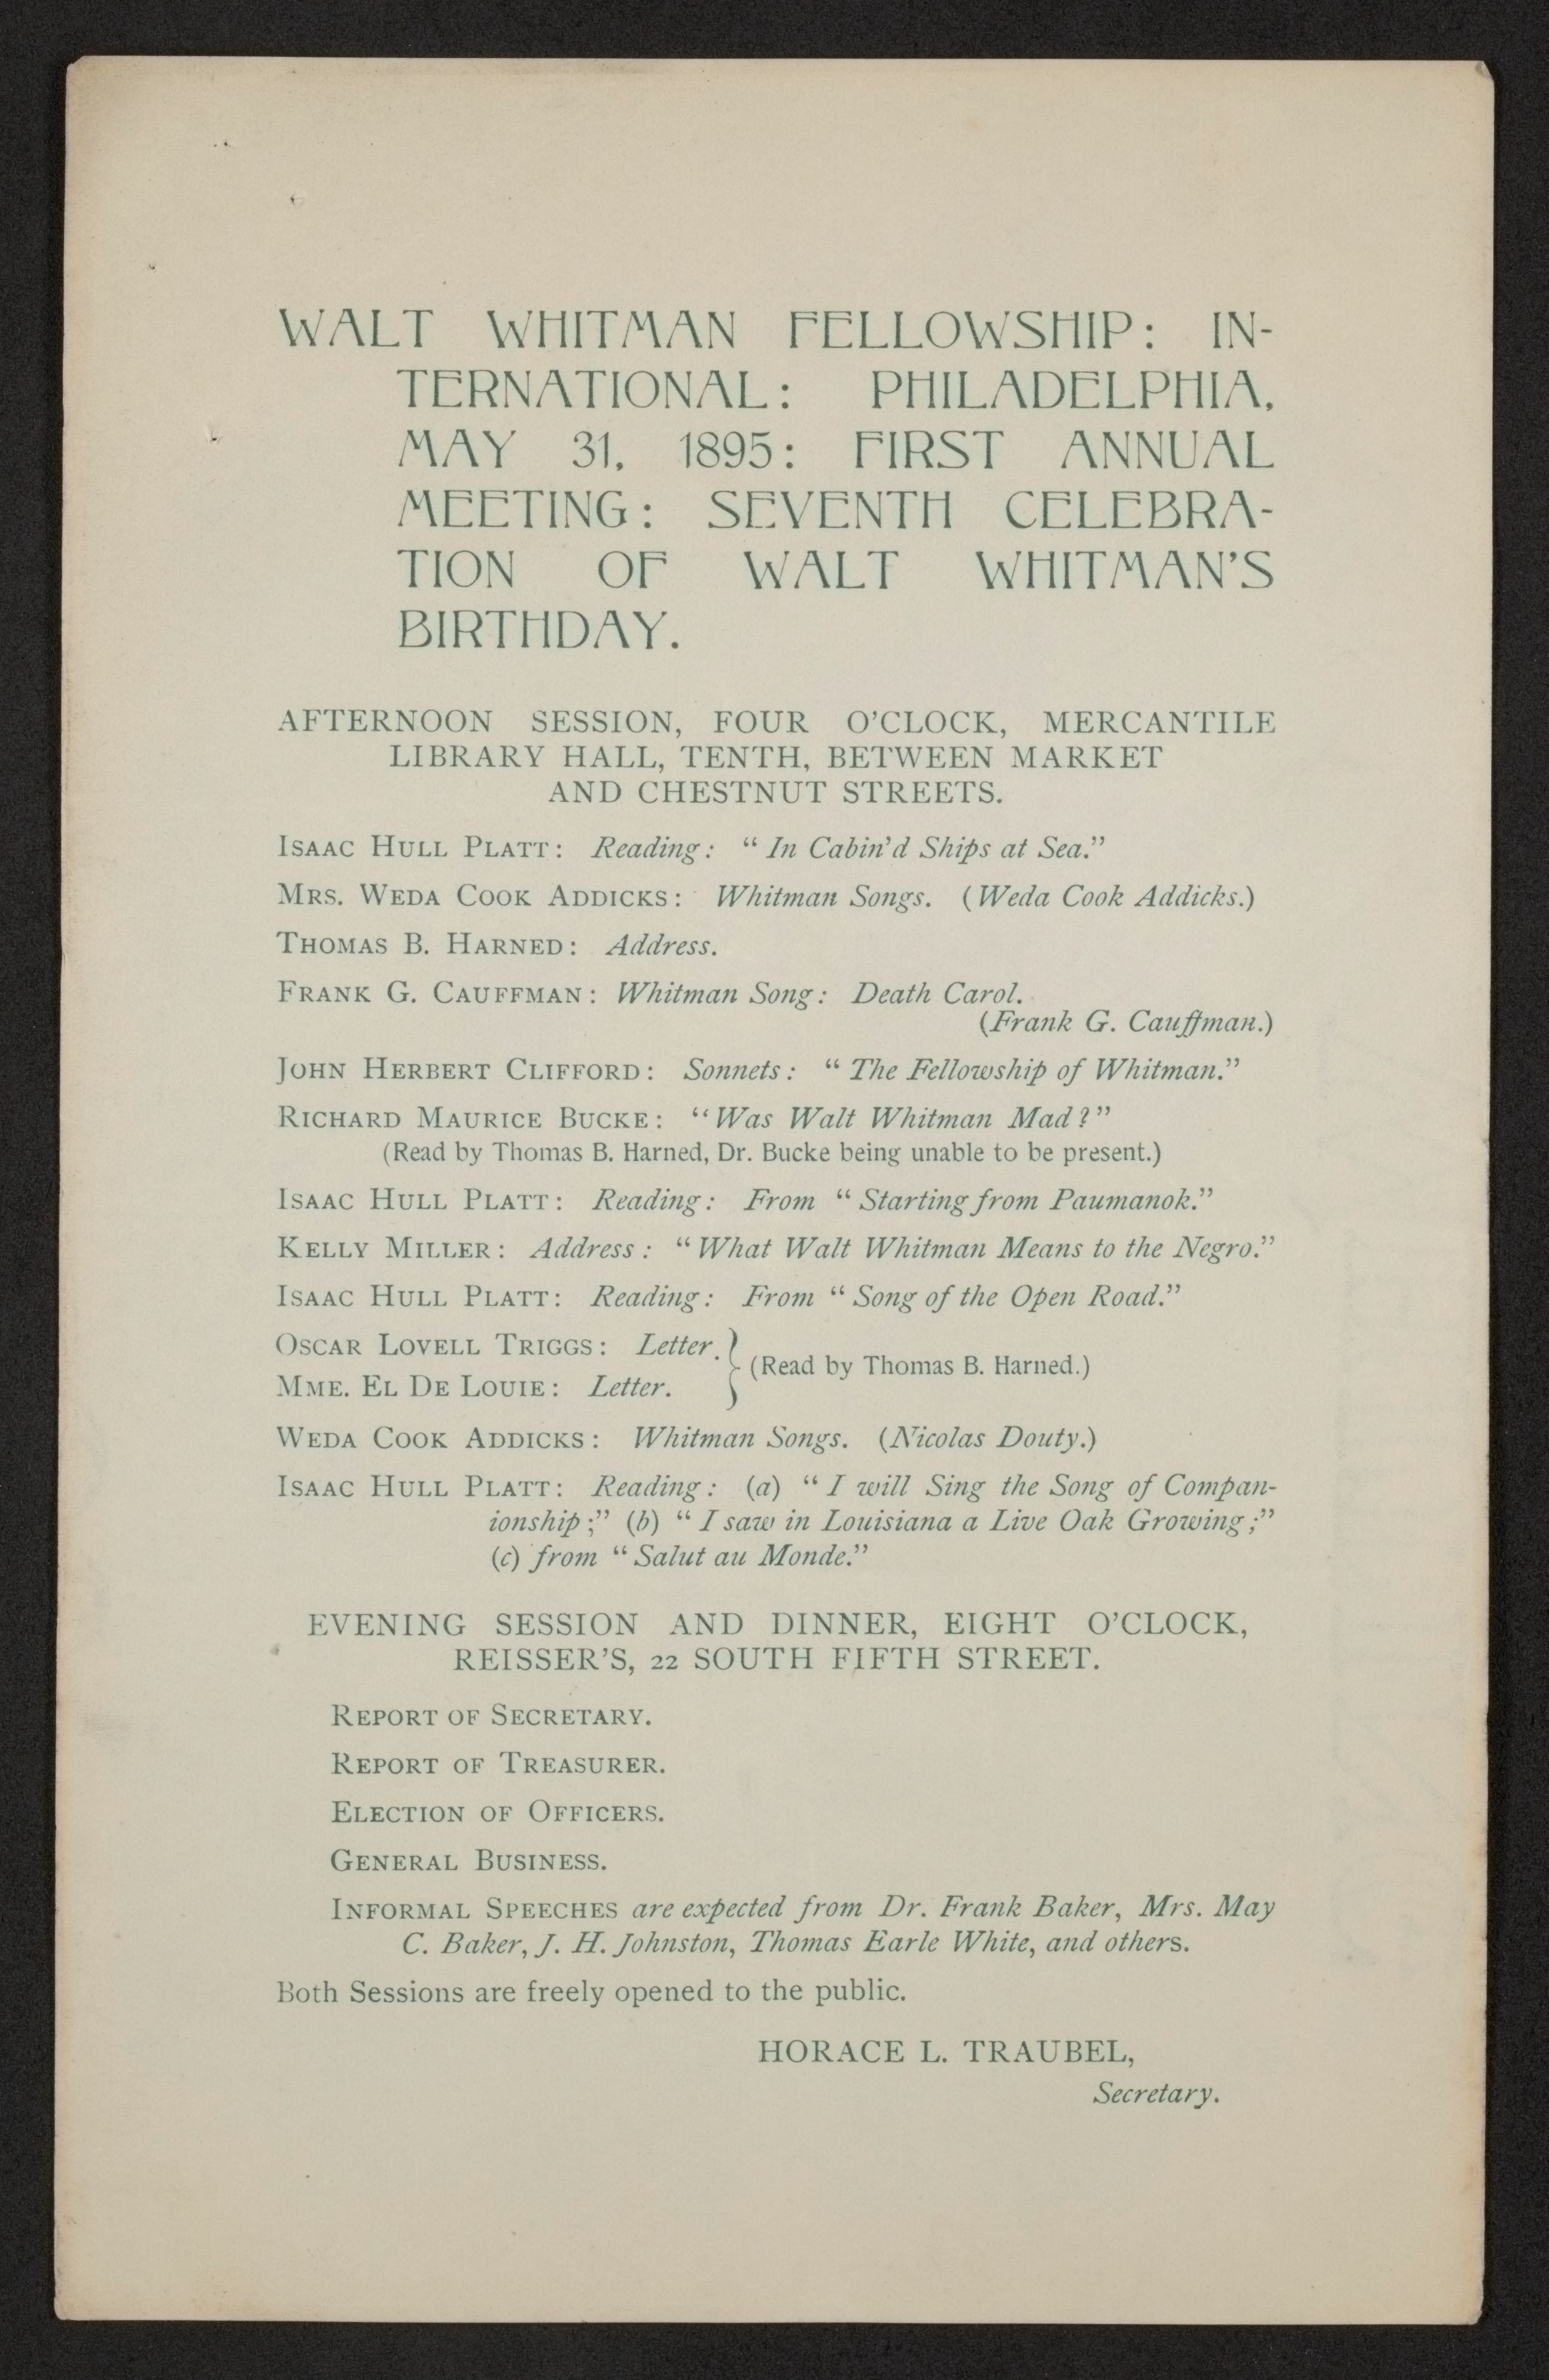 WALT WHITMAN FELLOWSHIP: IN-
TERNATIONAL: PHILADELPHIA,
MAY 31, 1895: FIRST ANNUAL
MEETING: SEVENTH CELEBRA-
TION OF WALT WHITMAN'S
BIRTHDAY.
AFTERNOON SESSION, FOUR O'CLOCK, MERCANTILE
LIBRARY HALL, TENTH, BETWEEN MARKET
AND CHESTNUT STREETS.
ISAAC HULL PLATT: Reading: "In Cabin'd Ships at Sea."
MRS. WEDA COOK ADDICKS: Whitman Songs. (Weda Cook Addicks.)
THOMAS B. HARNED: Address.
FRANK G. CAUFFMAN: Whitman Song: Death Carol.
(Frank G. Cauffman.)
JOHN HERBERT CLIFFORD: Sonnets: "The Fellowship of Whitman."
RICHARD MAURICE BUCKE: "Was Walt Whitman Mad?"
(Read by Thomas B. Harned, Dr. Bucke being unable to be present.)
ISAAC HULL PLATT: Reading: From "Starting from Paumanok."
KELLY MILLER: Address: "What Walt Whitman Means to the Negro."
ISAAC HULL PLATT: Reading: From "Song of the Open Road."
OSCAR LOVELL TRIGGS: Letter.
(Read by Thomas B. Harned.)
MME. EL DE LOUIE: Letter.
WEDA COOK ADDICKS: Whitman Songs. (Nicolas Douty.)
ISAAC HULL PLATT: Reading: (a) "I will Sing the Song of Compan-
ionship;" (b) "I saw in Louisiana a Live Oak Growing;"
(c) from "Salut au Monde."
EVENING SESSION AND DINNER, EIGHT O'CLOCK,
REISSER'S, 22 SOUTH FIFTH STREET.
REPORT OF SECRETARY.
REPORT OF TREASURER.
ELECTION OF OFFICERS.
GENERAL BUSINESS.
INFORMAL SPEECHES are expected from Dr. Frank Baker, Mrs. May
C. Baker, J. H. Johnston, Thomas Earle White, and others.
Both Sessions are freely opened to the public.
HORACE L. TRAUBEL,
Secretary.